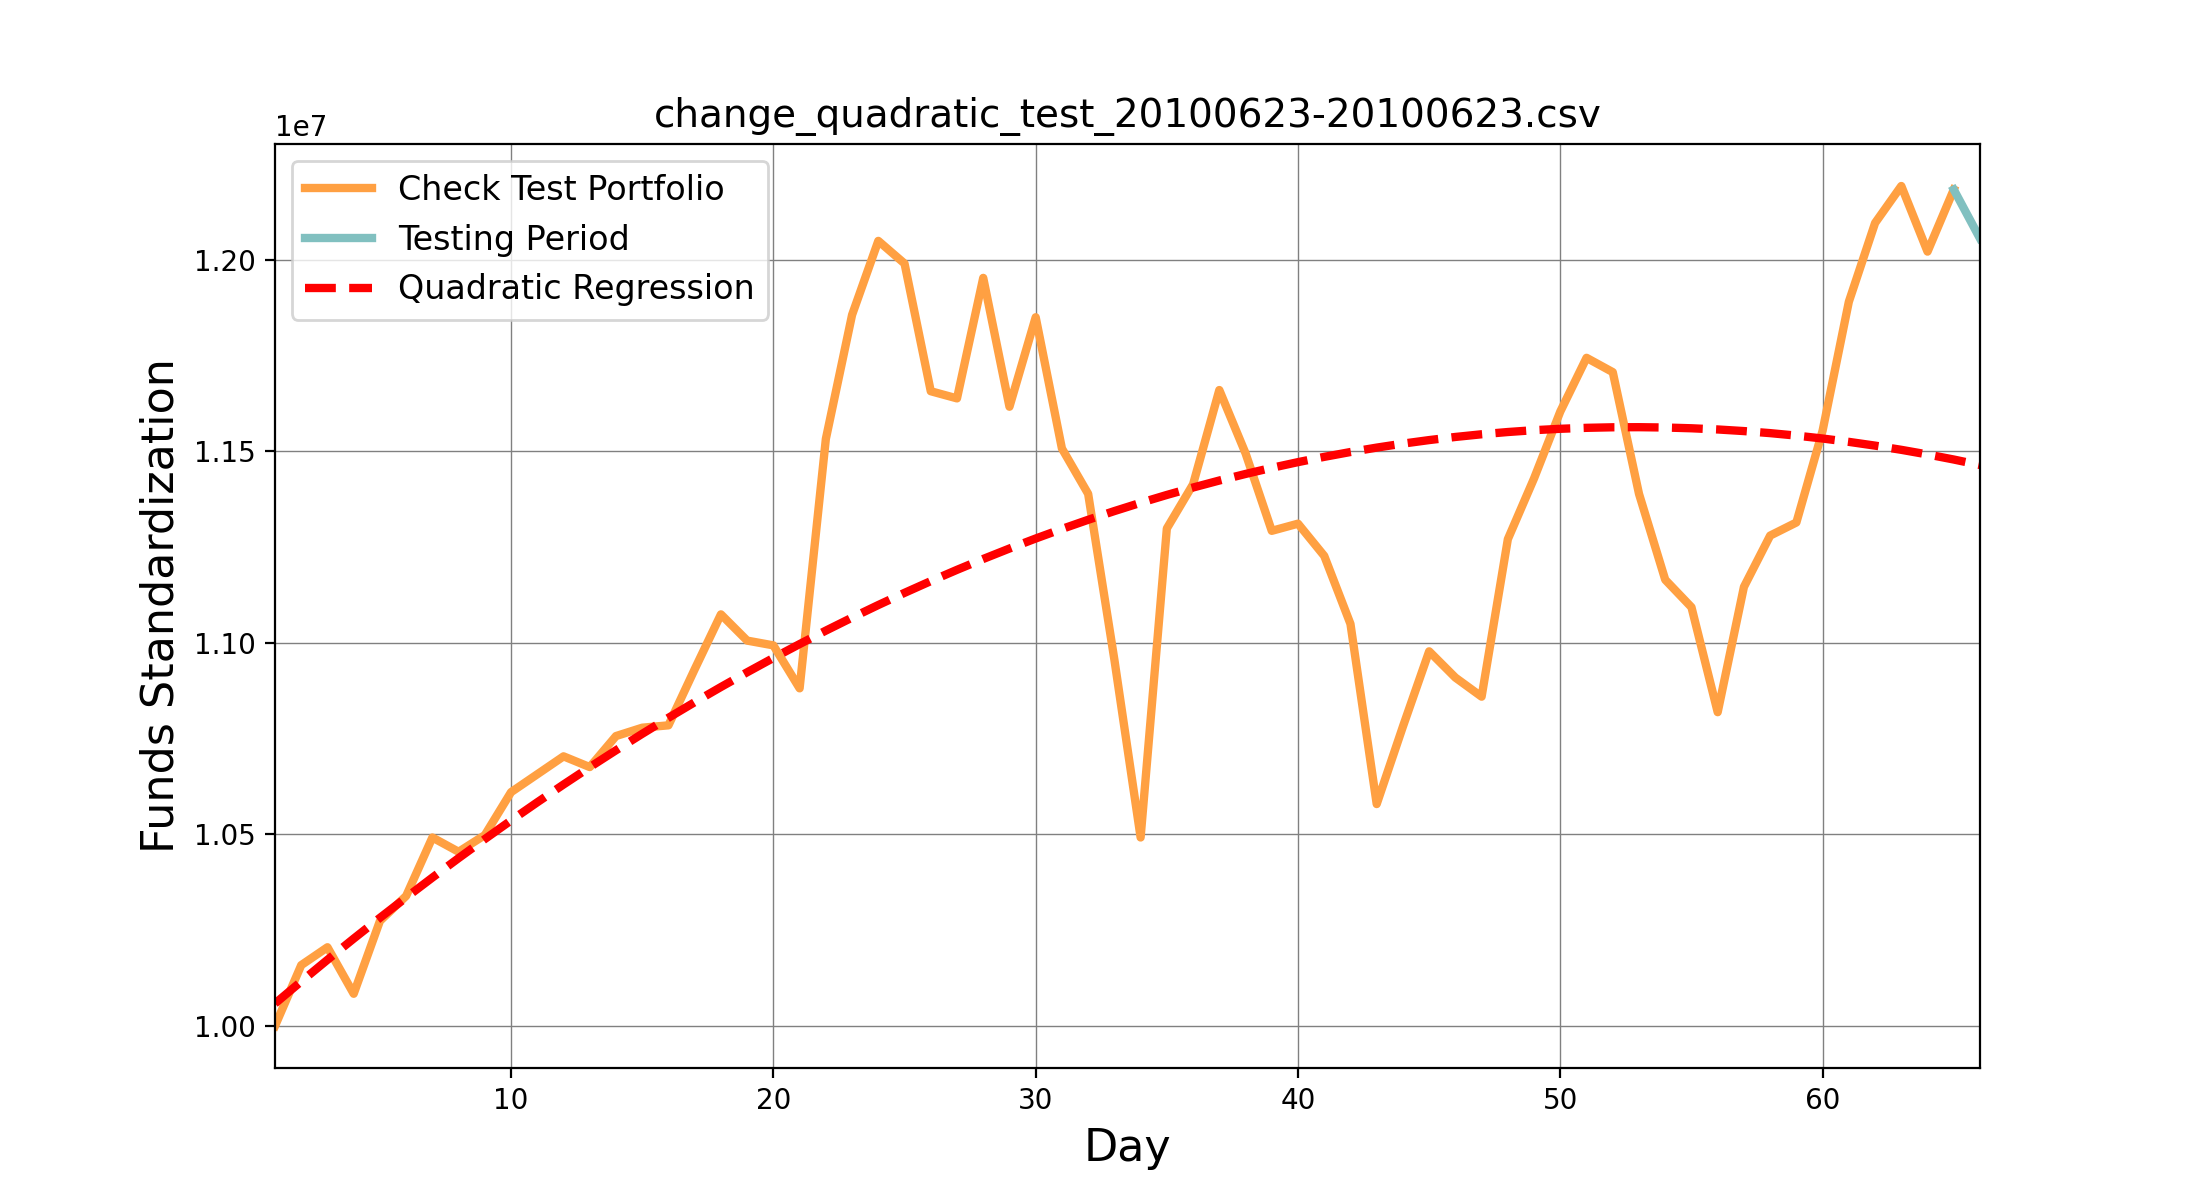 change_quadratic_test_20100623-20100623.csv
1e7
Check Test Portfolio
Testing Period
Quadratic Regression
Funds Standardization
1.20
1.15
1.10
1.05
1.00
10 20 30 40 50 60
Day